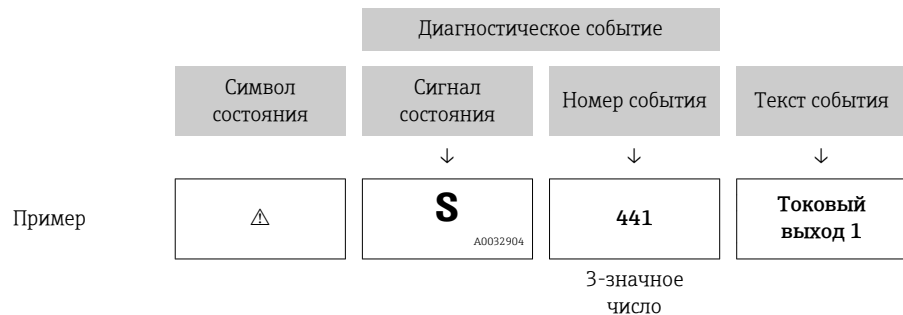 Диагностическое событие
Символ
состояния
Сигнал
состояния
Номер события
Текст события
↓ ↓ ↓
Пример
⚠
S
A0032904
441
Токовый
выход 1
3-значное
число